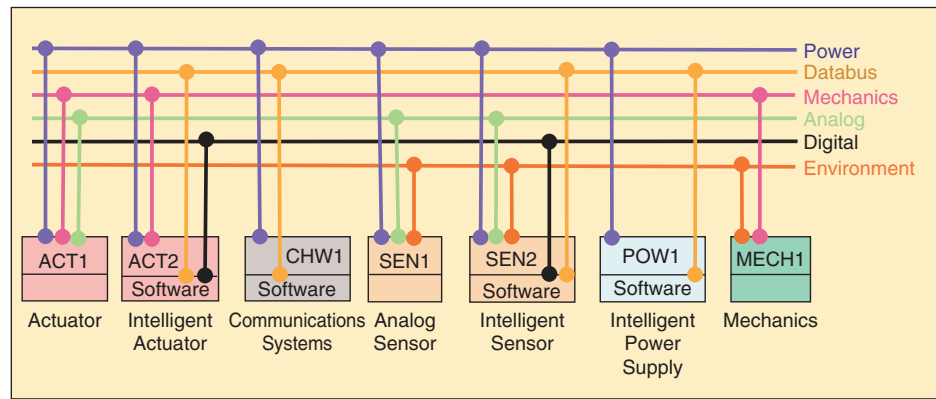 Power
Databus
Mechanics
Analog
Digital
Environment
ACT1
ACT2
CHW1
SEN1
SEN2
POW1
MECH1
Software
Software
Software
Software
Actuator
Intelligent
Actuator
Communications
Systems
Analog
Sensor
Intelligent
Sensor
Intelligent
Power
Supply
Mechanics